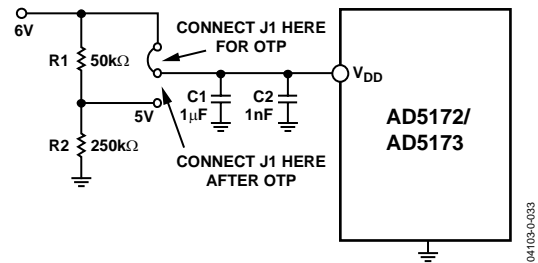 6V
CONNECT J1 HERE
FOR OTP
R1 50kΩ
VDD
5V
C1
1μF
C2
1nF
AD5172/
AD5173
R2 250kΩ
CONNECT J1 HERE
AFTER OTP
04103-0-033